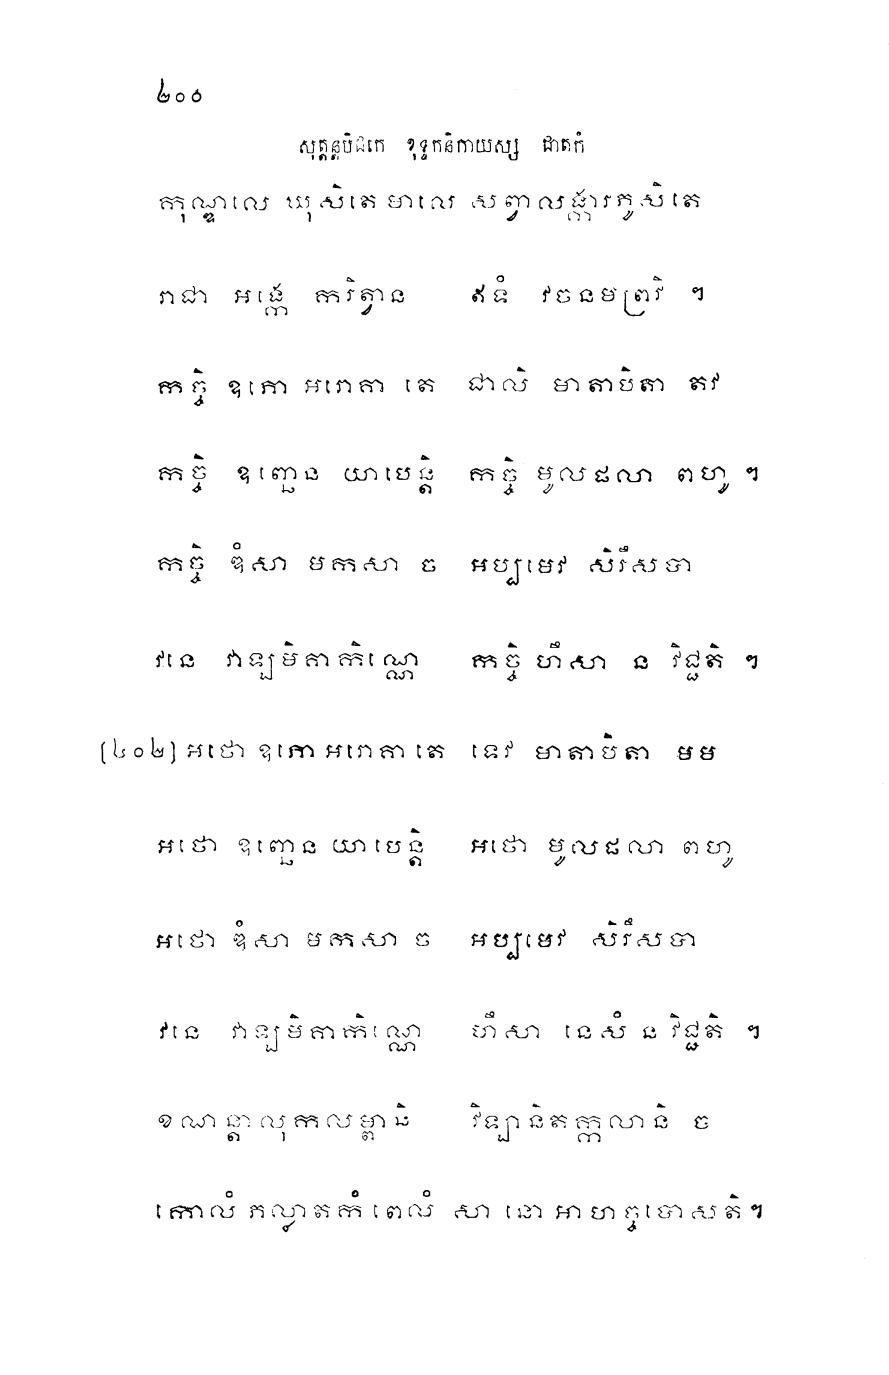 ៤០០
សុត្តន្តបិដកេ ខុទ្ទកនិកាយស្ស ជាតកំ
កុណ្ឌលេ ឃុសិតេ មាលេ សព្វាលង្ការភូសិតេ
រាជា អង្កេ ករិត្វាន ឥទំ វចនមព្រវិ ។
កច្ចិ ឧភោ អរោគា តេ ជាលិ មាតាបិតា តវ
កច្ចិ ឧញ្ឆេន យាបេន្តិ កច្ចិ មូលផលា ពហូ ។
កច្ចិ ឌំសា មកសា ច អប្បមេវ សិរឹសបា
វនេ វាឡមិគាកិណ្ណេ កច្ចិ ហឹសា ន វិជ្ជតិ ។
[៤០២] អថោ ឧភោ អរោគា តេ ទេវ មាតាបិតា មម
អថោ ឧញ្ឆេន យាបេន្តិ អថោ មូលផលា ពហូ
អថោ ឌំសា មកសា ច អប្បមេវ សិរឹសបា
វនេ វាឡមិគាកិណ្ណេ ហឹសា នេសំ ន វិជ្ជតិ ។
ខណន្តាលុកលម្ពានិ វិឡានិតក្កលានិ ច
កោលំ ភល្លាតកំ ពេលំ សា នោ អាហច្ចបោសតិ។